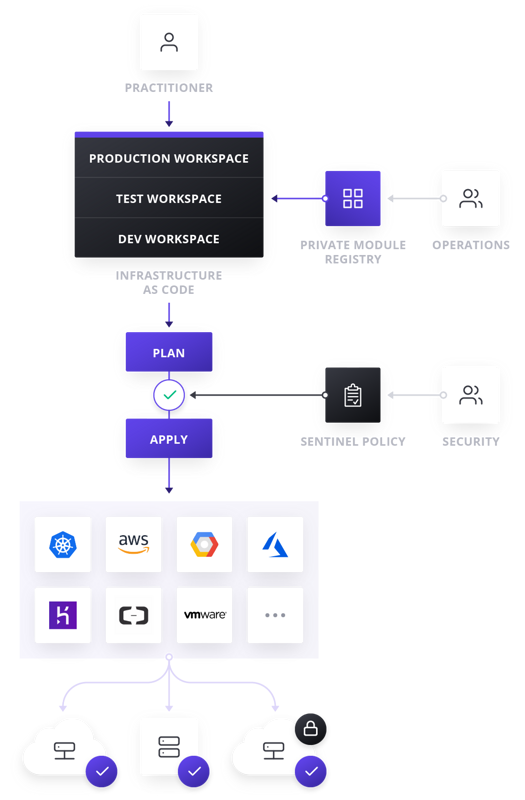 PRACTITIONER
PRODUCTION WORKSPACE
TEST WORKSPACE
DEV WORKSPACE
PRIVATE MODULE
REGISTRY
OPERATIONS
INFRASTRUCTURE
AS CODE
PLAN
APPLY
SENTINEL POLICY
SECURITY
aws
vmware